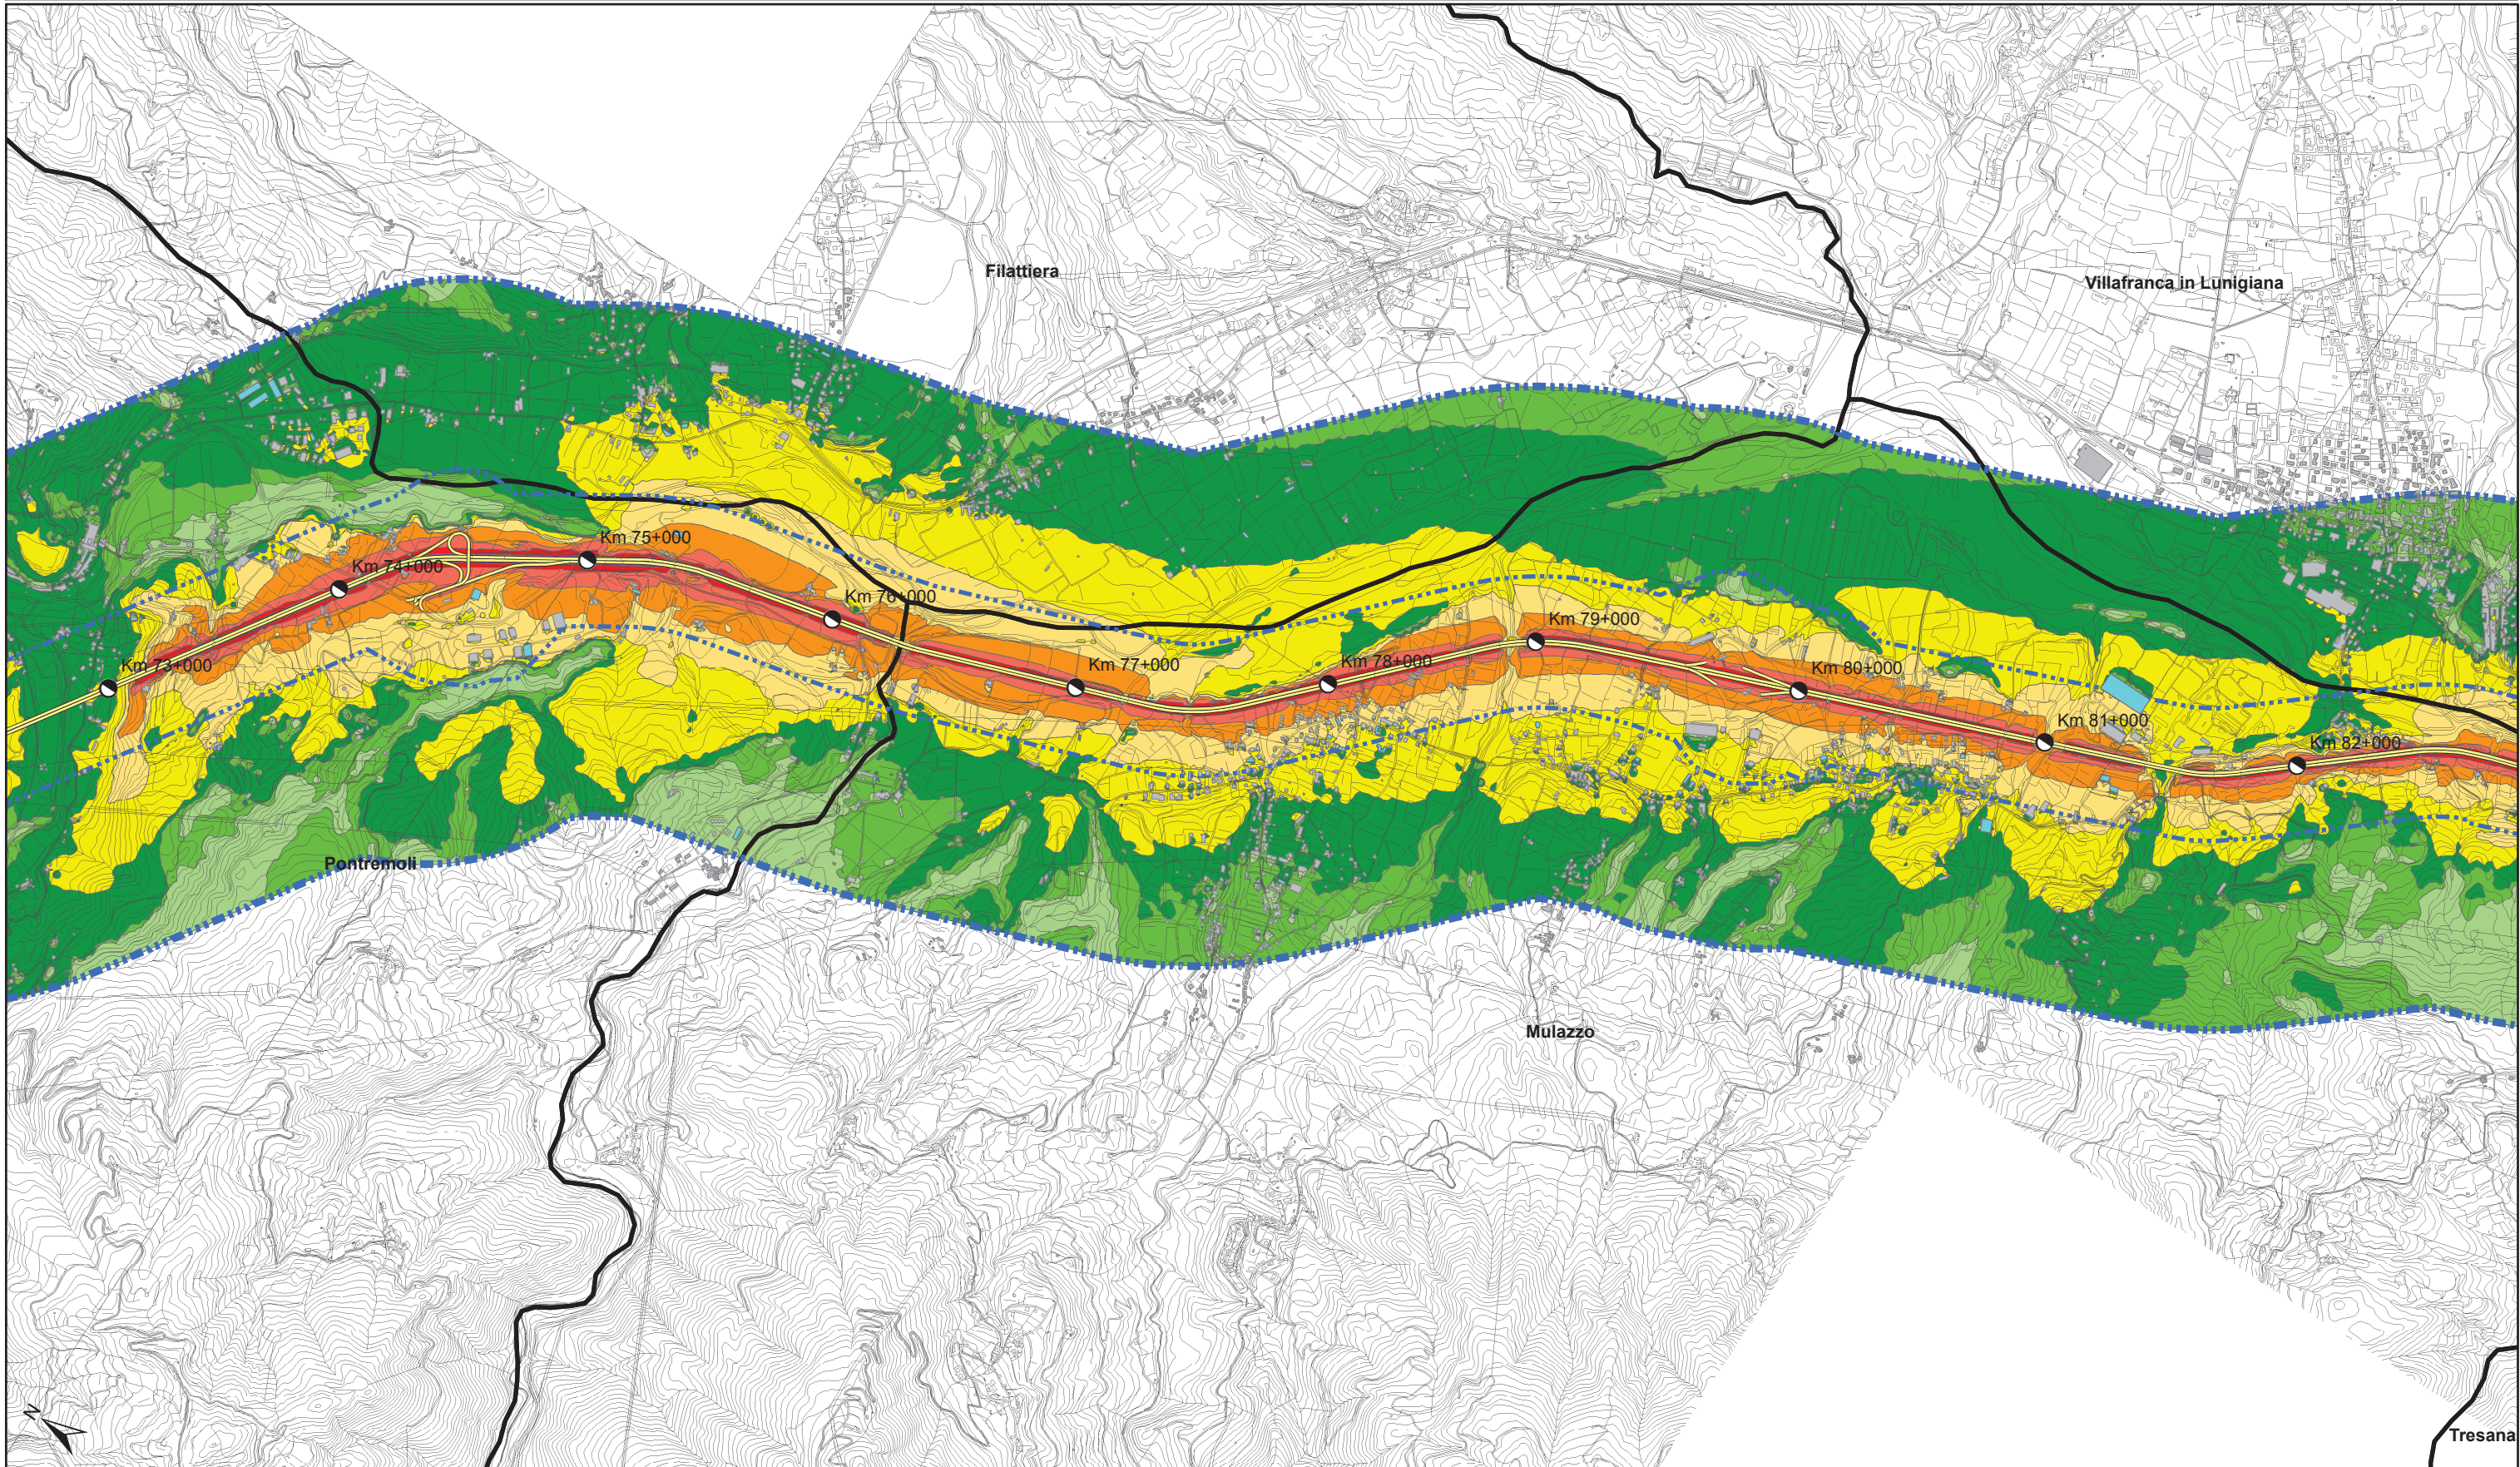 Filattiera
Villafranca in Lunigiana
Km 75+000
Km 74+000
Km 76+000
Km 79+000
Km 73+000
Km 77+000
Km 78+000
Km 80+000
Km 81+000
Km 82+000
Pontremoli
Mulazzo
N
Tresana